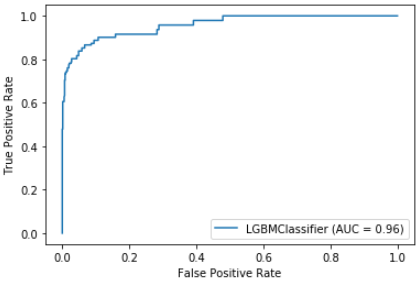 1.0
0.8
0.6
0.4
0.2
0.0
True Positive Rate
LGBMClassifier (AUC = 0.96)
0.0 0.2 0.4 0.6 0.8 1.0
False Positive Rate